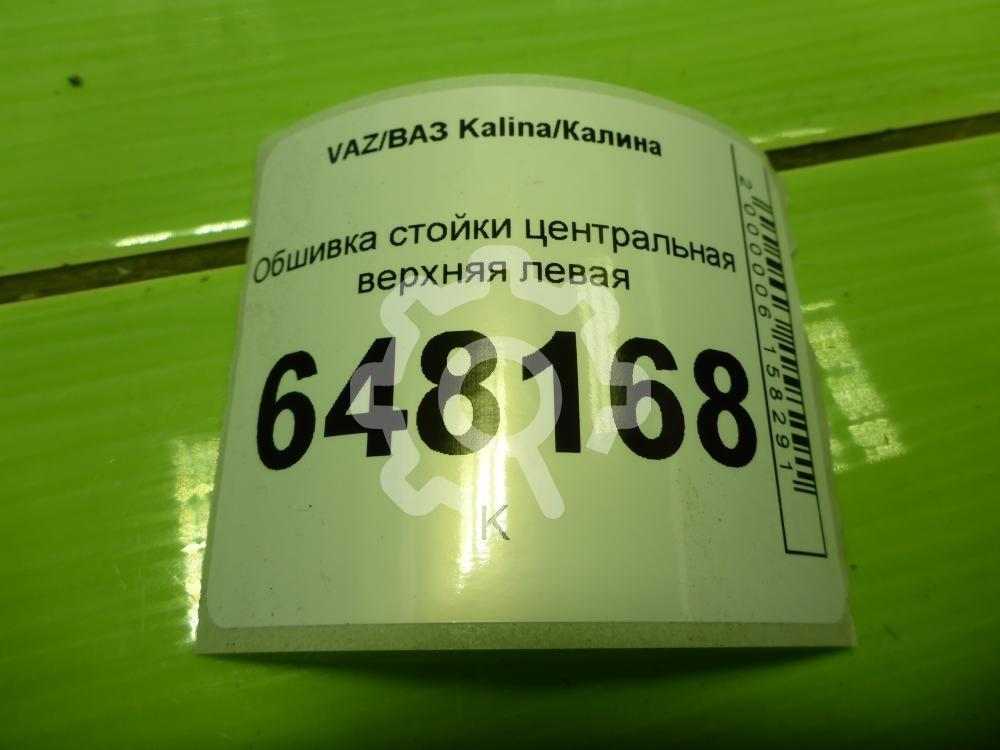 VAZ/ВАЗ Kalina/Калина
Обшивка стойки центральная
верхняя левая
648168
K
2000006158291